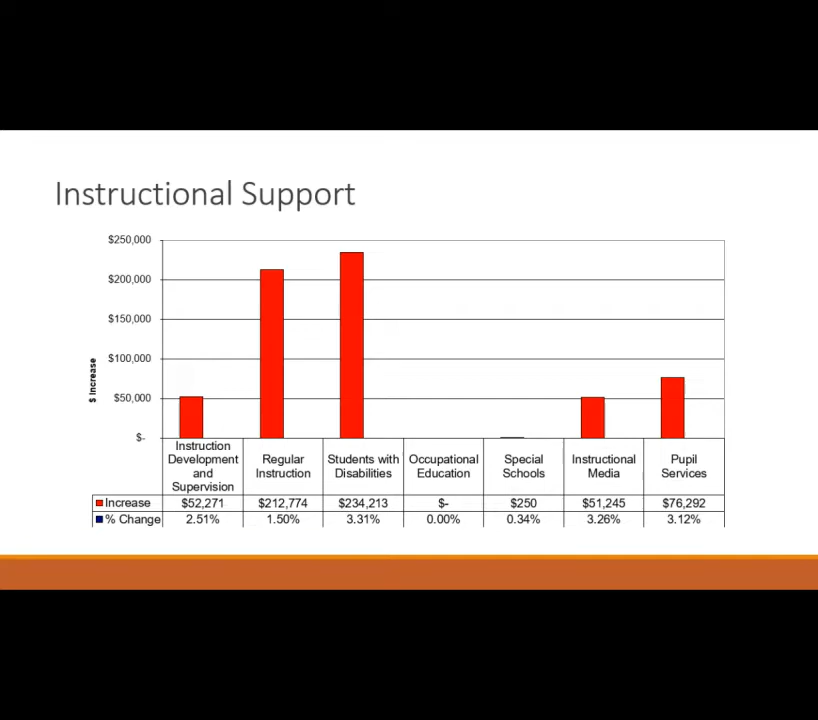 Instructional Support
$250,000
$200,000
$150,000
$100,000
$50,000
$-
$ Increase
Instruction Development and Supervision
Regular Instruction
Students with Disabilities
Occupational Education
Special Schools
Instructional Media
Pupil Services
Increase $52,271 $212,774 $234,213 $- $250 $51,245 $76,292
% Change 2.51% 1.50% 3.31% 0.00% 0.34% 3.26% 3.12%